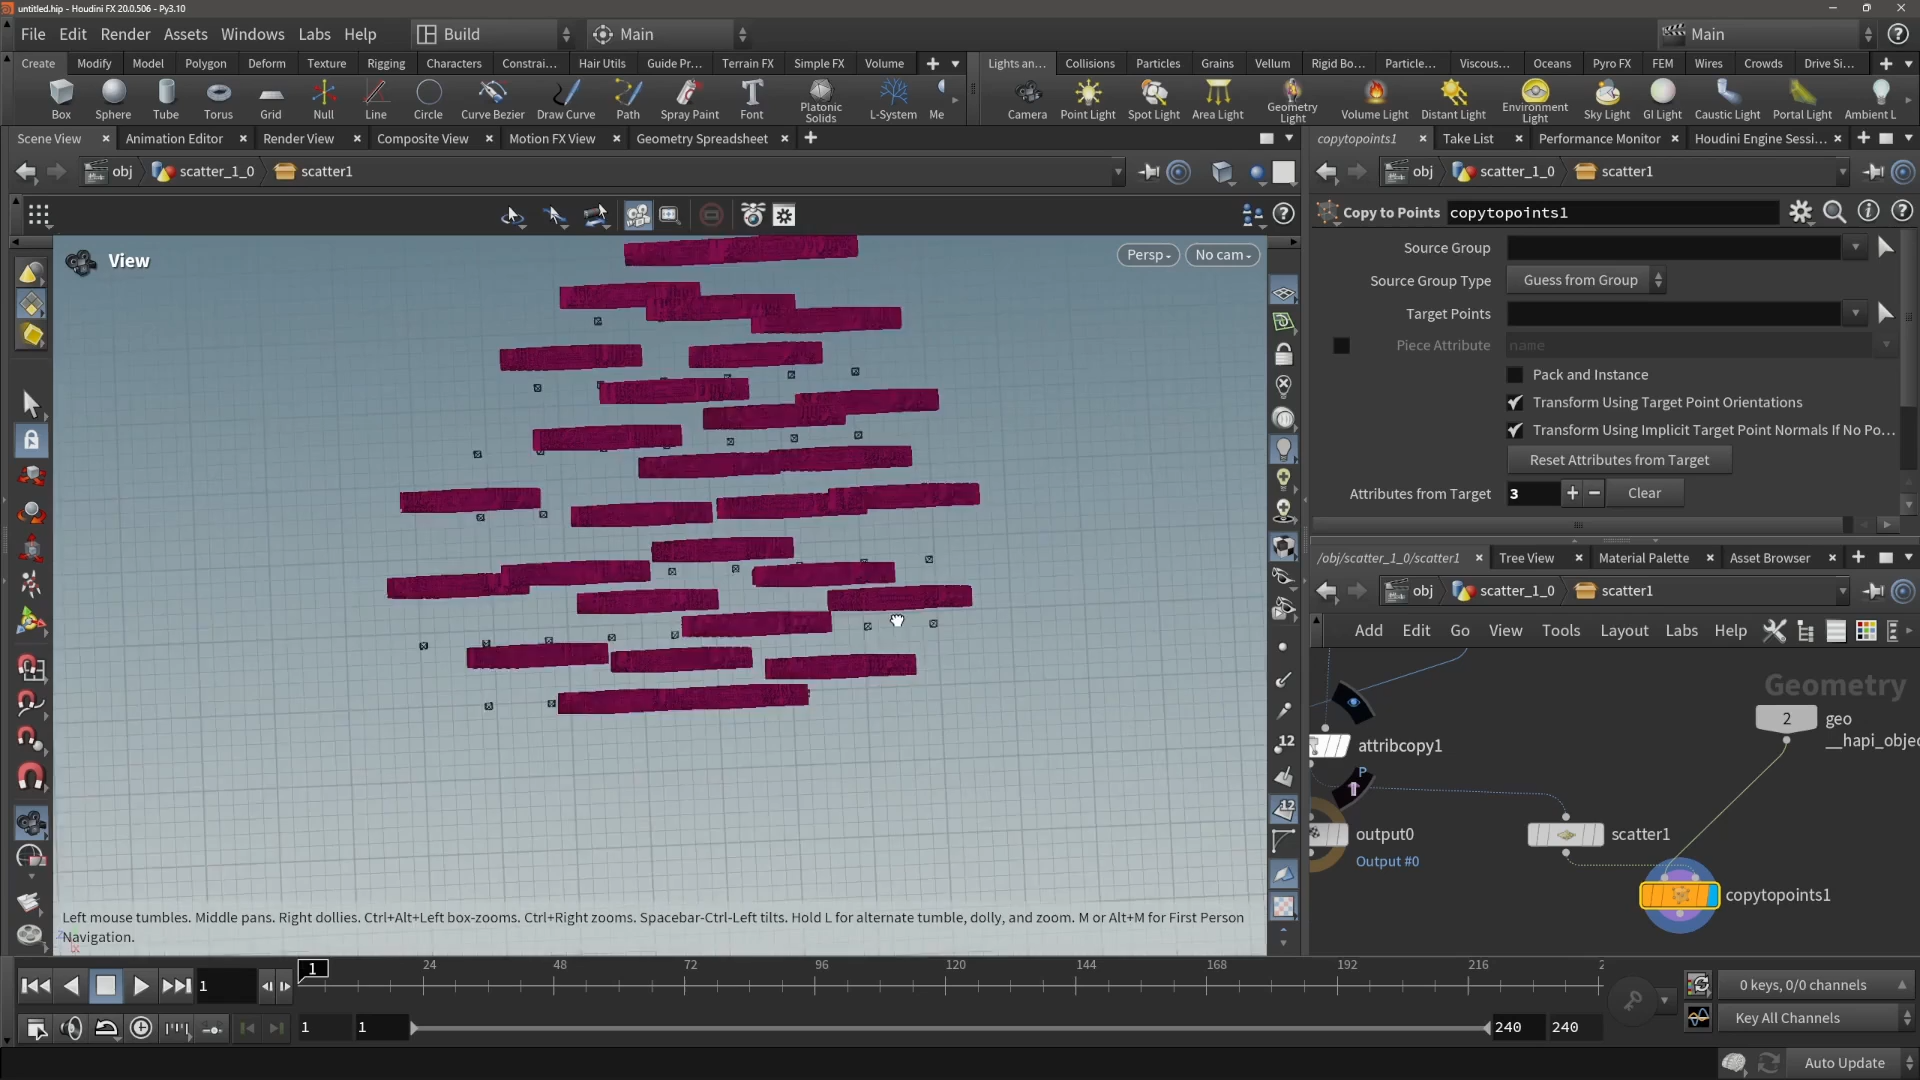 untitled.hip - Houdini FX 20.0.506 - Py3.10
File Edit Render Assets Windows Labs Help Build Main Main
Create Modify Model Polygon Deform Texture Rigging Characters Constrai... Hair Utils Guide Pr... Terrain FX Simple FX Volume
Lights an... Collisions Particles Grains Vellum Rigid Bo... Particle... Viscous... Oceans Pyro FX FEM Wires Crowds Drive Si...
Box Sphere Tube Torus Grid Null Line Circle Curve Bezier Draw Curve Path Spray Paint Font Platonic Solids L-System Me
Camera Point Light Spot Light Area Light Geometry Light Volume Light Distant Light Environment Light Sky Light GI Light Caustic Light Portal Light Ambient L
Scene View Animation Editor Render View Composite View Motion FX View Geometry Spreadsheet
copytopoints1 Take List Performance Monitor Houdini Engine Sessi...
obj scatter_1_0 scatter1
obj scatter_1_0 scatter1
Copy to Points copytopoints1
View
Persp
No cam
Source Group
Source Group Type Guess from Group
Target Points
Piece Attribute name
Pack and Instance
Transform Using Target Point Orientations
Transform Using Implicit Target Point Normals If No Po...
Reset Attributes from Target
Attributes from Target 3 Clear
/obj/scatter_1_0/scatter1 Tree View Material Palette Asset Browser
obj scatter_1_0 scatter1
Add Edit Go View Tools Layout Labs Help
Geometry
2 geo
__hapi_objec
attribcopy1
P
output0
Output #0
scatter1
copytopoints1
12
12
Left mouse tumbles. Middle pans. Right dollies. Ctrl+Alt+Left box-zooms. Ctrl+Right zooms. Spacebar-Ctrl-Left tilts. Hold L for alternate tumble, dolly, and zoom. M or Alt+M for First Person
Navigation.
1 1 24 48 72 96 120 144 168 192 216 2
0 keys, 0/0 channels
1 1 240 240
Key All Channels
Auto Update